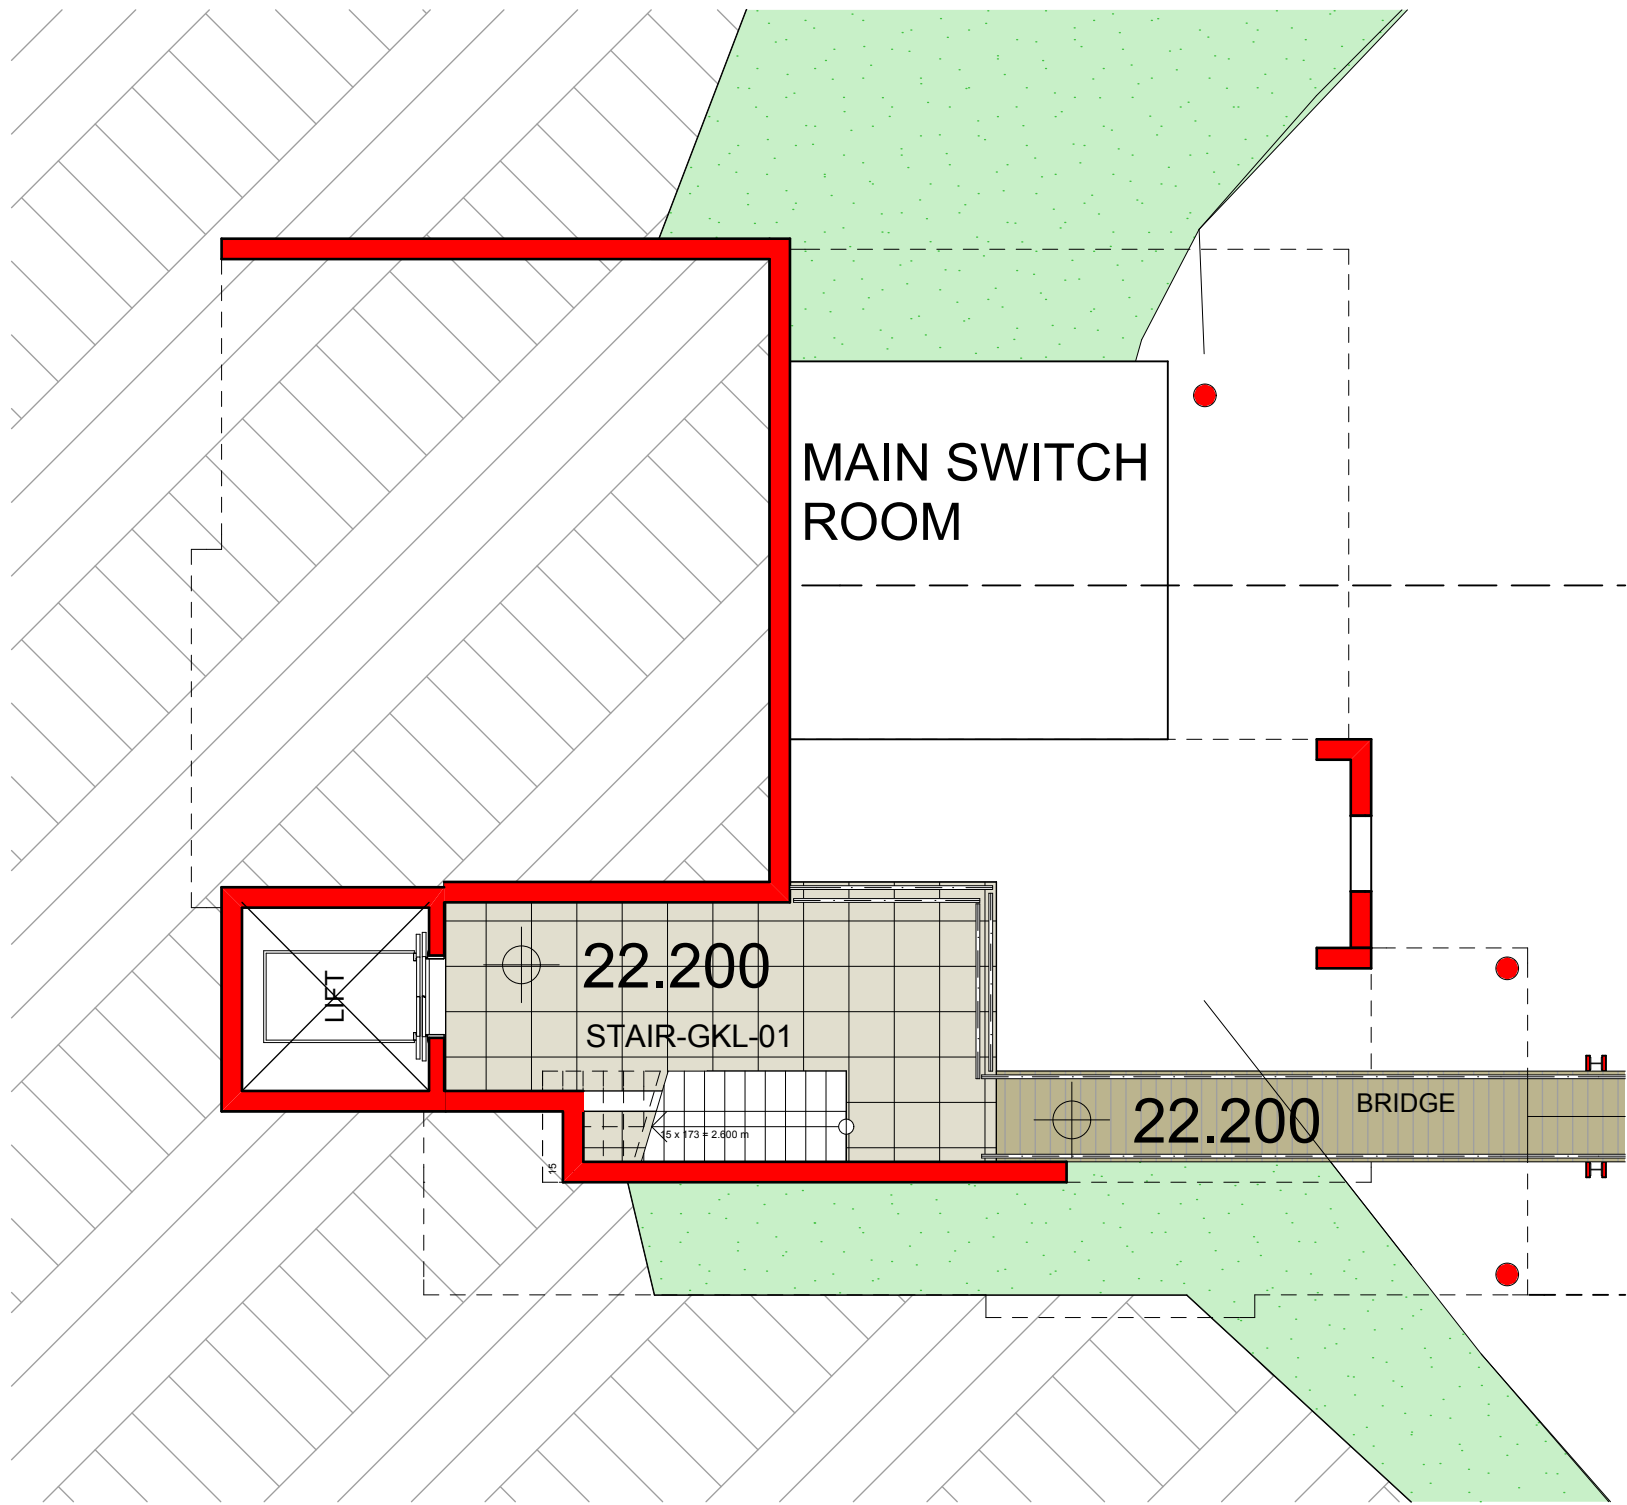 MAIN SWITCH
ROOM
22.200
STAIR-GKL-01
LIFT
BRIDGE
22.200
15 x 173 = 2.600 m
15